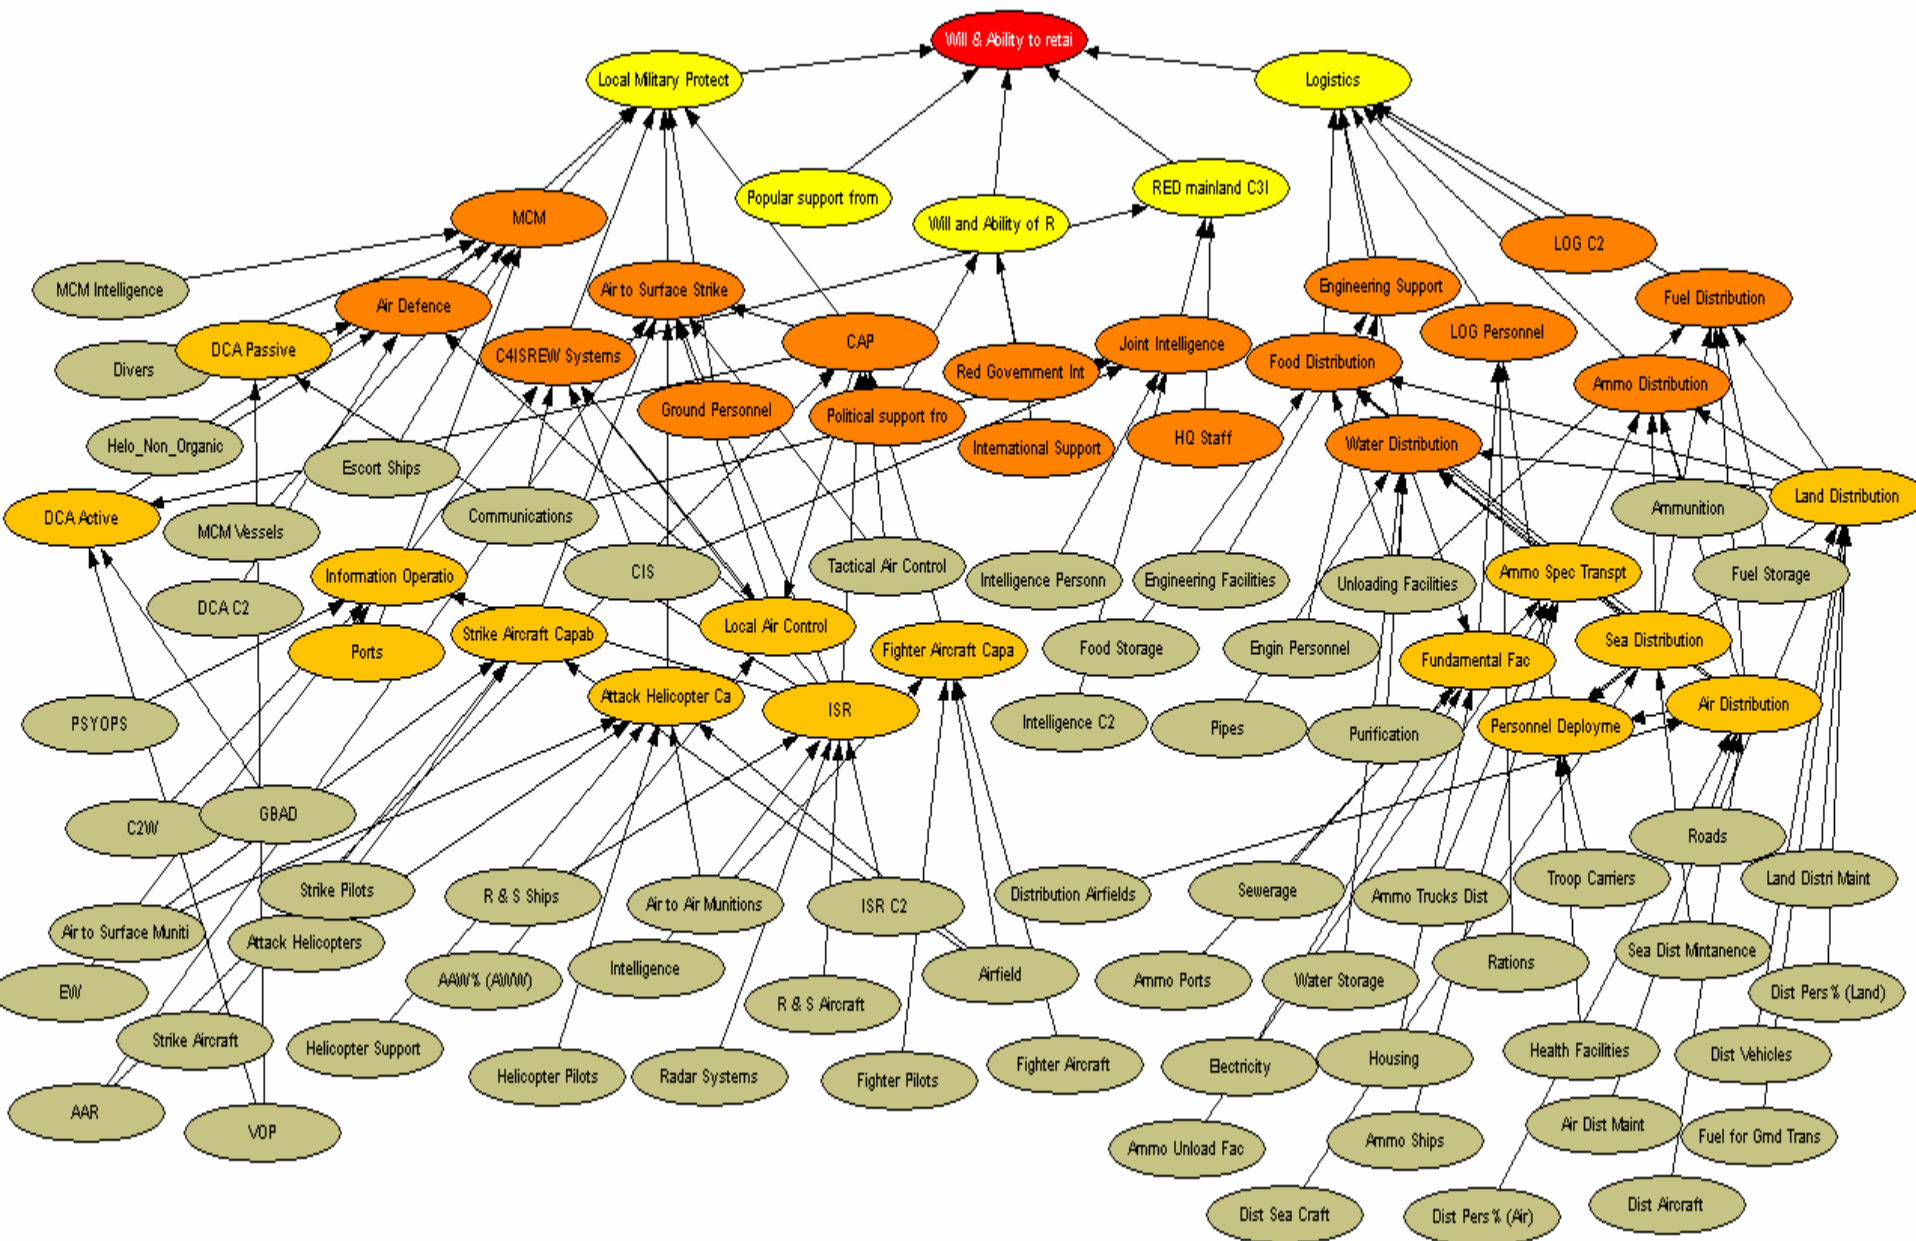 Will & Ability to retai
Local Military Protect
Logistics
Popular support from
RED mainland C3I
Will and Ability of R
MCM
LOG C2
MCM Intelligence
Air Defence
Air to Surface Strike
Engineering Support
Fuel Distribution
DCA Passive
C4ISREW Systems
CAP
Joint Intelligence
LOG Personnel
Divers
Red Government Int
Food Distribution
Ammo Distribution
Ground Personnel
Political support fro
Helo_Non_Organic
International Support
HQ Staff
Water Distribution
Escort Ships
DCA Active
MCM Vessels
Communications
Ammunition
Land Distribution
Information Operatio
CIS
Tactical Air Control
Intelligence Personn
Engineering Facilities
Unloading Facilities
Ammo Spec Transpt
Fuel Storage
DCA C2
Ports
Strike Aircraft Capab
Local Air Control
Fighter Aircraft Capa
Food Storage
Engin Personnel
Fundamental Fac
Sea Distribution
PSYOPS
Attack Helicopter Ca
ISR
Intelligence C2
Pipes
Purification
Personnel Deployme
Air Distribution
C2W
GBAD
Roads
Strike Pilots
R & S Ships
Air to Air Munitions
ISR C2
Distribution Airfields
Sewerage
Ammo Trucks Dist
Troop Carriers
Land Distri Maint
Air to Surface Muniti
Attack Helicopters
Intelligence
Airfield
Rations
Sea Dist Mintanence
EW
AAW% (AWW)
R & S Aircraft
Ammo Ports
Water Storage
Dist Pers% (Land)
Strike Aircraft
Helicopter Support
Helicopter Pilots
Radar Systems
Fighter Pilots
Fighter Aircraft
Electricity
Housing
Health Facilities
Dist Vehicles
AAR
VOP
Ammo Unload Fac
Ammo Ships
Air Dist Maint
Fuel for Grnd Trans
Dist Sea Craft
Dist Pers% (Air)
Dist Aircraft